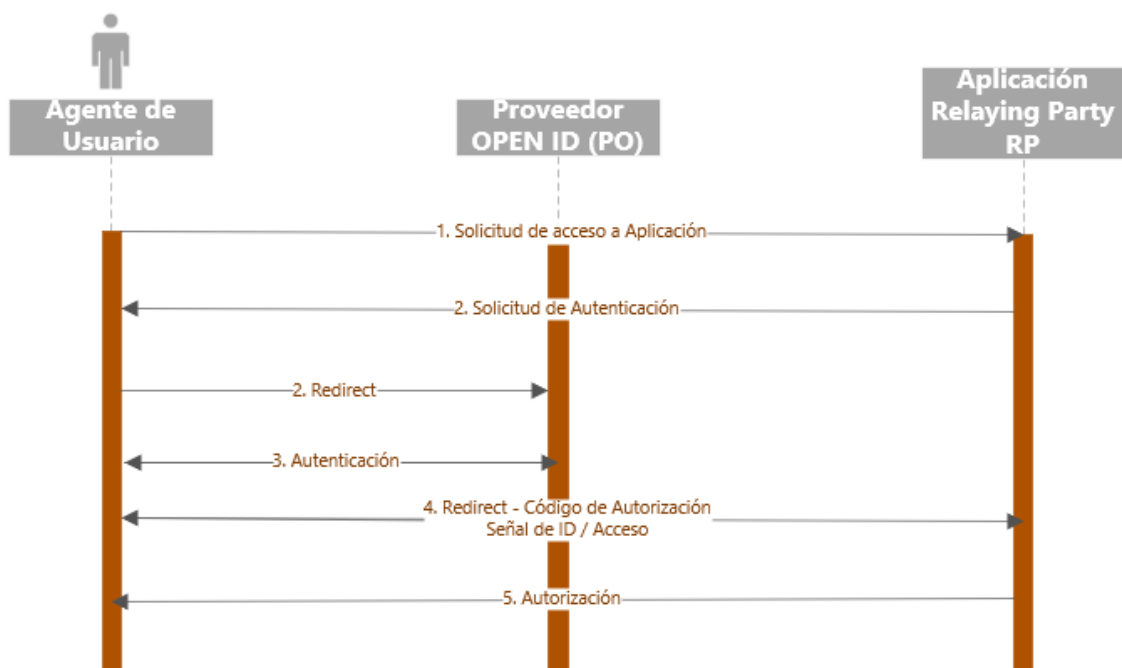 Agente de
Usuario
Proveedor
OPEN ID (PO)
Aplicación
Relaying Party
RP
1. Solicitud de acceso a Aplicación
2. Solicitud de Autenticación
2. Redirect
3. Autenticación
4. Redirect - Código de Autorización
Señal de ID / Acceso
5. Autorización